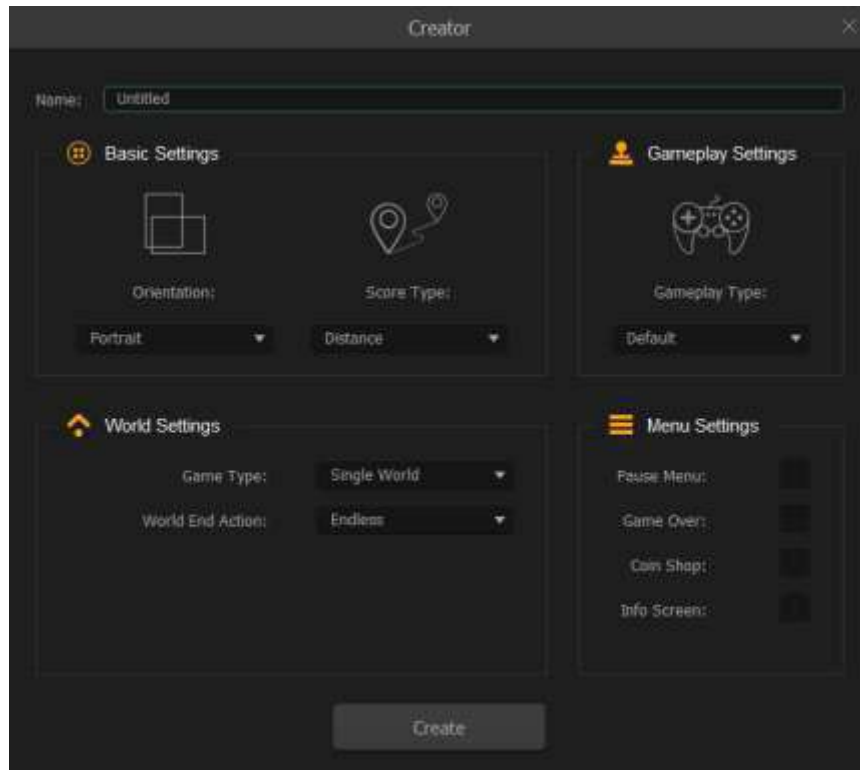 Creator
Name: Untitled
Basic Settings
Gameplay Settings
Orientation: Score Type: Gameplay Type:
Portrait Distance Default
World Settings
Menu Settings
Game Type: Single World
Pause Menu:
World End Action: Endless
Game Over:
Coin Shop:
Info Screen:
Create